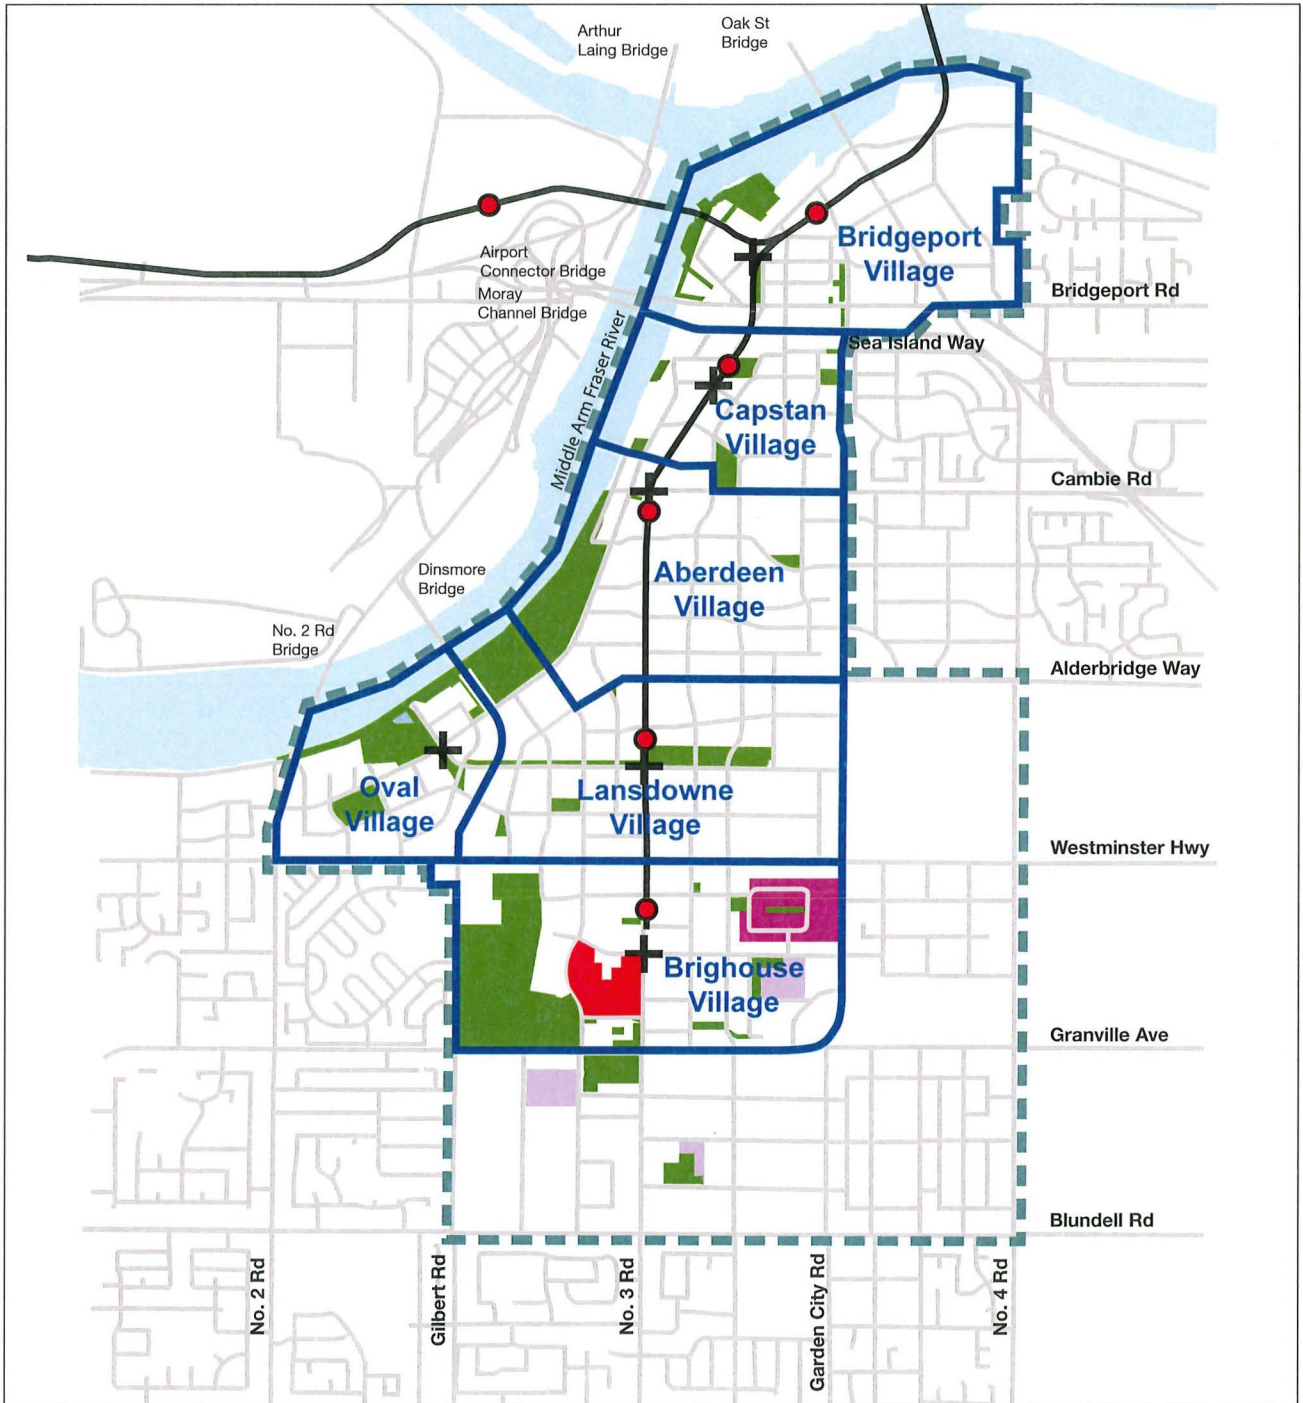 Arthur
Laing Bridge
Oak St
Bridge
Bridgeport
Village
Airport
Connector Bridge
Moray
Channel Bridge
Bridgeport Rd
Sea Island Way
Middle Arm Fraser River
Capstan
Village
Cambie Rd
Dinsmore
Bridge
Aberdeen
Village
No. 2 Rd
Bridge
Alderbridge Way
Oval
Village
Lansdowne
Village
Westminster Hwy
Brighouse
Village
Granville Ave
Blundell Rd
No. 2 Rd
Gilbert Rd
No. 3 Rd
Garden City Rd
No. 4 Rd